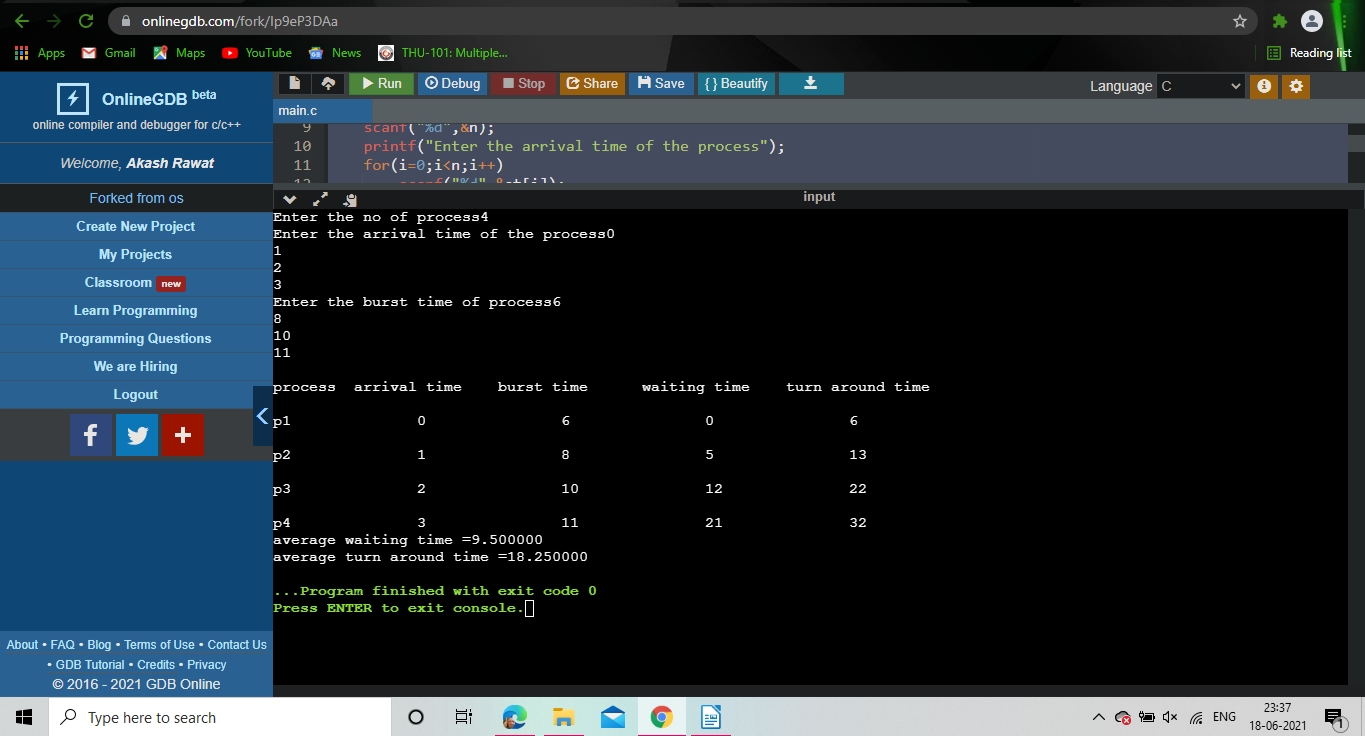 onlinegdb.com/fork/Ip9eP3DAa
Apps Gmail Maps YouTube News THU-101: Multiple... Reading list
OnlineGDB beta
online compiler and debugger for c/c++
Welcome, Akash Rawat
Forked from os
Create New Project
My Projects
Classroom new
Learn Programming
Programming Questions
We are Hiring
Logout
f
About • FAQ • Blog • Terms of Use • Contact Us
• GDB Tutorial • Credits • Privacy
© 2016 - 2021 GDB Online
Run Debug Stop Share Save {} Beautify Language C
main.c
9 scanf("%d",&n);
10 printf("Enter the arrival time of the process");
11 for(i=0;i<n;i++)
12 scanf("%d",&at[i]);
input
Enter the no of process4
Enter the arrival time of the process0
1
2
3
Enter the burst time of process6
8
10
11
process arrival time burst time waiting time turn around time
p1 0 6 0 6
p2 1 8 5 13
p3 2 10 12 22
p4 3 11 21 32
average waiting time =9.500000
average turn around time =18.250000
...Program finished with exit code 0
Press ENTER to exit console.
Type here to search
ENG
23:37
18-06-2021
1